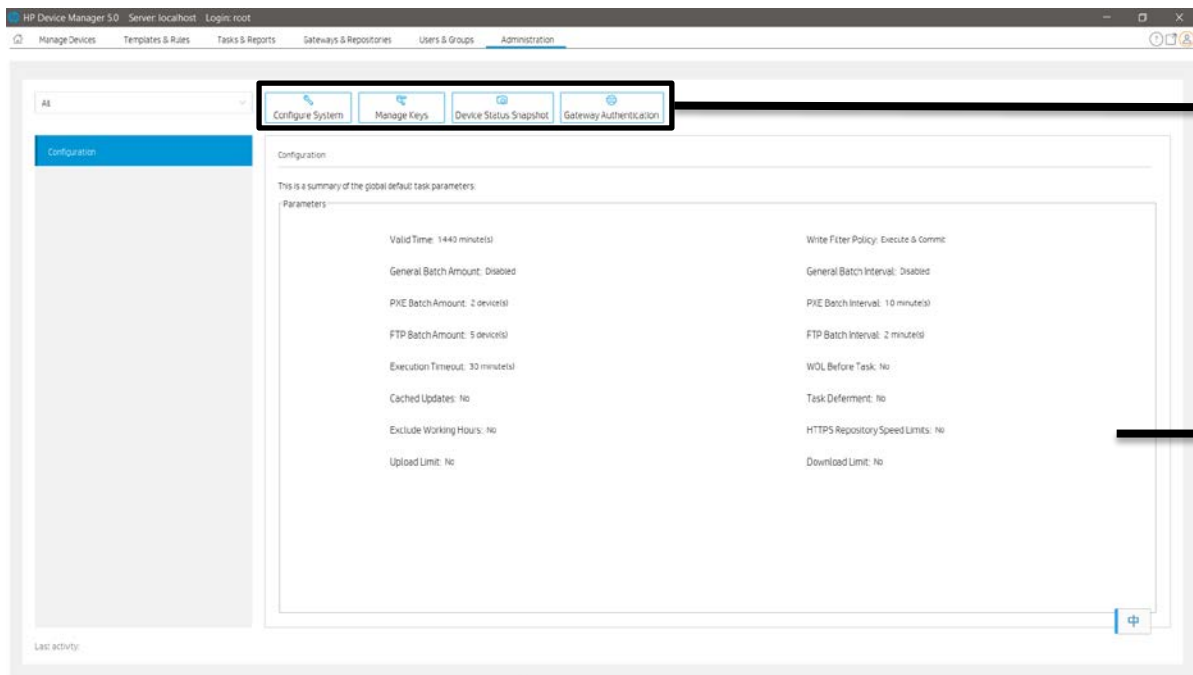 HP Device Manager 5.0 Server: localhost Login: root
Manage Devices Templates & Rules Tasks & Reports Gateways & Repositories Users & Groups Administration
All
Configure System Manage Keys Device Status Snapshot Gateway Authentication
Configuration
Configuration
This is a summary of the global default task parameters.
Parameters
Valid Time: 1440 minute(s) Write Filter Policy: Execute & Commit
General Batch Amount: Disabled General Batch Interval: Disabled
PXE Batch Amount: 2 device(s) PXE Batch Interval: 10 minute(s)
FTP Batch Amount: 5 device(s) FTP Batch Interval: 2 minute(s)
Execution Timeout: 30 minute(s) WOL Before Task: No
Cached Updates: No Task Deferment: No
Exclude Working Hours: No HTTPS Repository Speed Limits: No
Upload Limit: No Download Limit: No
中
Last activity: